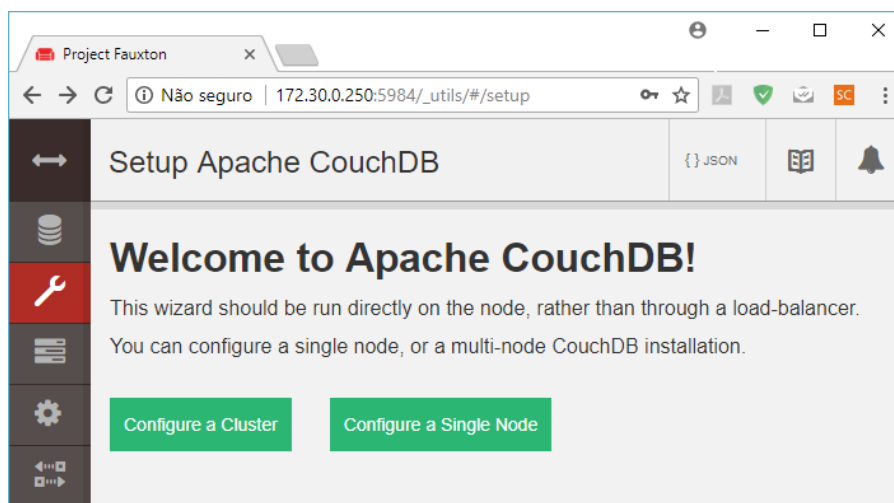 Project Fauxton
Não seguro | 172.30.0.250:5984/_utils/#/setup
SC
Setup Apache CouchDB
{ } JSON
Welcome to Apache CouchDB!
This wizard should be run directly on the node, rather than through a load-balancer.
You can configure a single node, or a multi-node CouchDB installation.
Configure a Cluster
Configure a Single Node